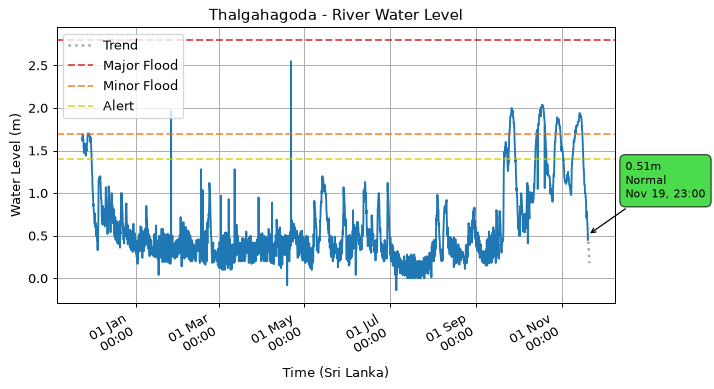 Thalgahagoda - River Water Level
Trend
Major Flood
Minor Flood
Alert
Water Level (m)
2.5
2.0
1.5
1.0
0.5
0.0
0.51m
Normal
Nov 19, 23:00
01 Jan
00:00
01 Mar
00:00
01 May
00:00
01 Jul
00:00
01 Sep
00:00
01 Nov
00:00
Time (Sri Lanka)